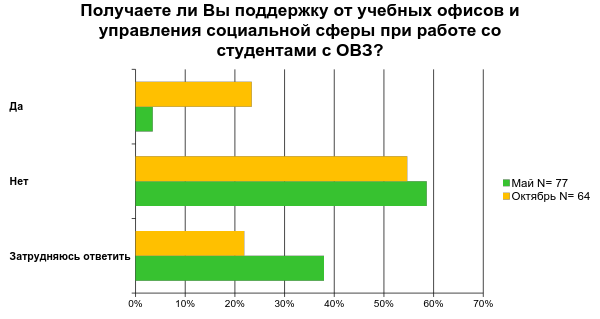 Получаете ли Вы поддержку от учебных офисов и
управления социальной сферы при работе со
студентами с ОВЗ?
Да
Нет
Затрудняюсь ответить
Май N= 77
Октябрь N= 64
0% 10% 20% 30% 40% 50% 60% 70%